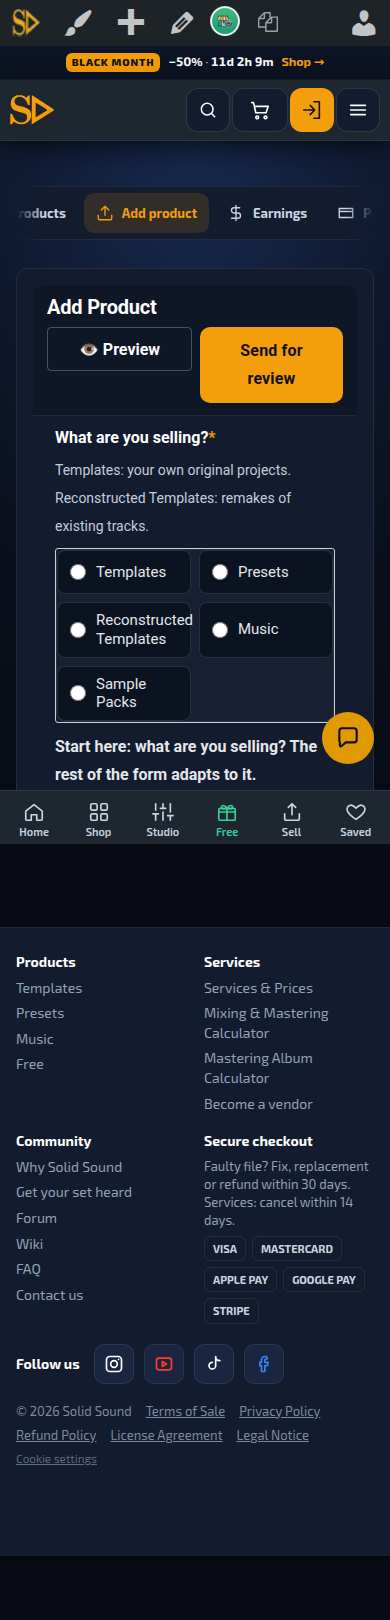 BLACK MONTH −50% · 11d 2h 9m Shop →
roducts Add product Earnings P
Add Product
Preview
Send for
review
What are you selling?*
Templates: your own original projects.
Reconstructed Templates: remakes of
existing tracks.
Templates Presets
Reconstructed
Templates
Music
Sample
Packs
Start here: what are you selling? The
rest of the form adapts to it.
Home Shop Studio Free Sell Saved
Products
Templates
Presets
Music
Free
Services
Services & Prices
Mixing & Mastering
Calculator
Mastering Album
Calculator
Become a vendor
Community
Why Solid Sound
Get your set heard
Forum
Wiki
FAQ
Contact us
Secure checkout
Faulty file? Fix, replacement
or refund within 30 days.
Services: cancel within 14
days.
VISA MASTERCARD
APPLE PAY GOOGLE PAY
STRIPE
Follow us
© 2026 Solid Sound Terms of Sale Privacy Policy
Refund Policy License Agreement Legal Notice
Cookie settings